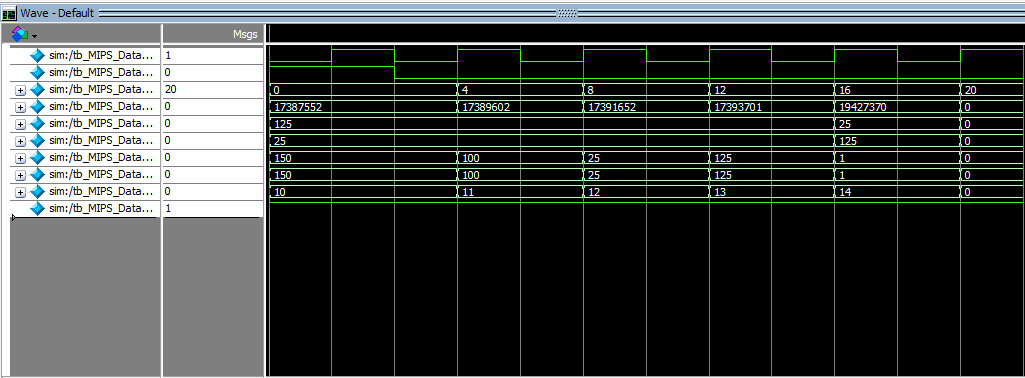 Wave - Default
Msgs
sim:/tb_MIPS_Data... 1
sim:/tb_MIPS_Data... 0
sim:/tb_MIPS_Data... 20 0 4 8 12 16 20
sim:/tb_MIPS_Data... 0 17387552 17389602 17391652 17393701 19427370 0
sim:/tb_MIPS_Data... 0 125 25 0
sim:/tb_MIPS_Data... 0 25 125 0
sim:/tb_MIPS_Data... 0 150 100 25 125 1 0
sim:/tb_MIPS_Data... 0 150 100 25 125 1 0
sim:/tb_MIPS_Data... 0 10 11 12 13 14 0
sim:/tb_MIPS_Data... 1